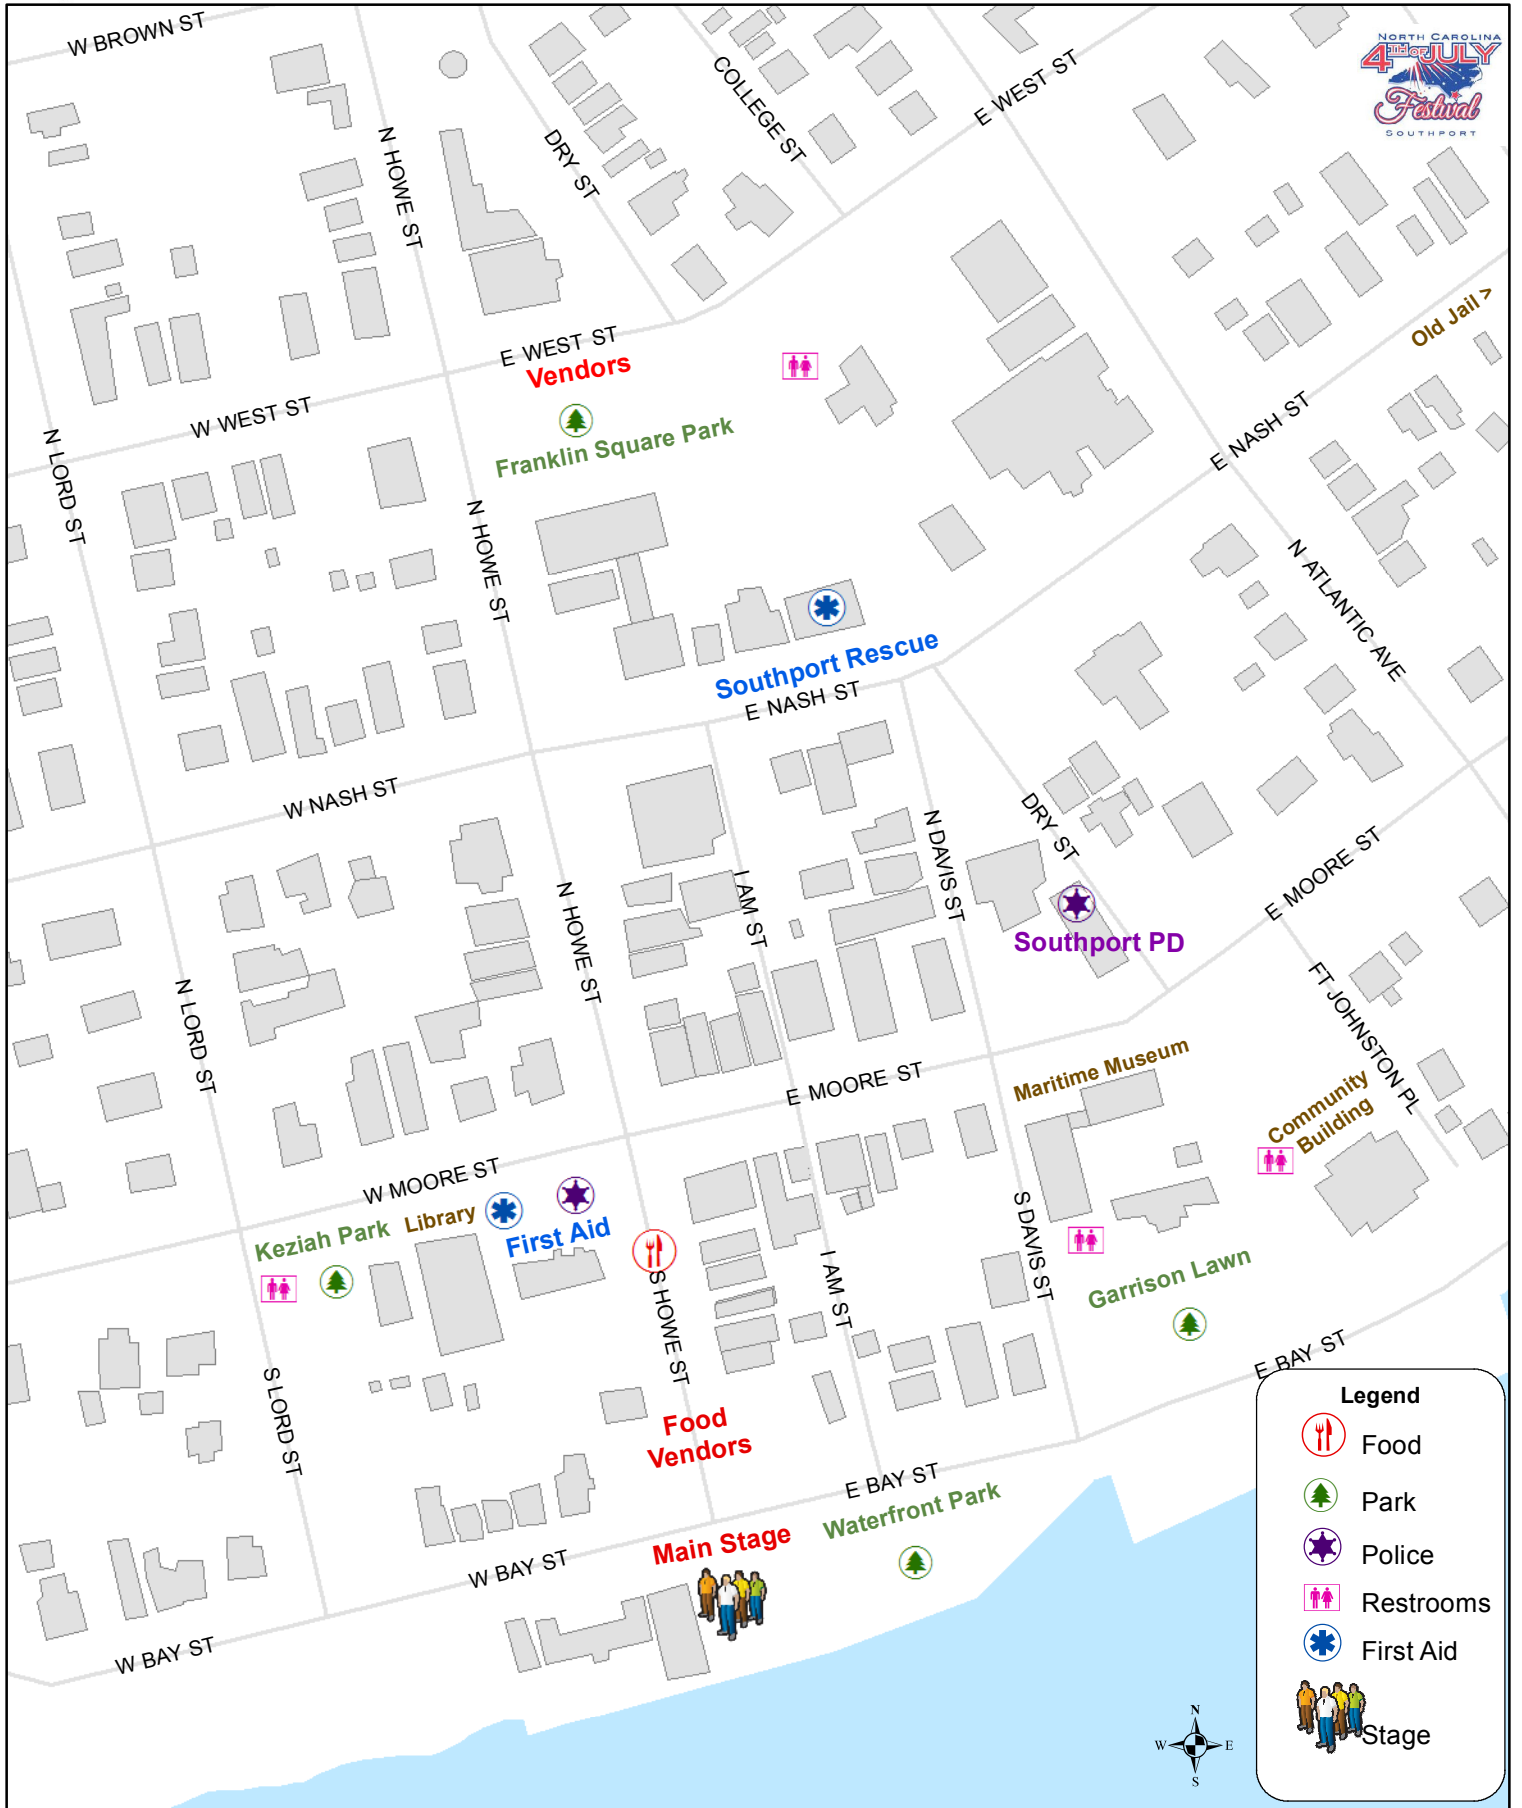 W BROWN ST
NORTH CAROLINA
4TH OF JULY
Festival
SOUTHPORT
COLLEGE ST
E WEST ST
N HOWE ST
DRY ST
Old Jail >
E WEST ST
Vendors
W WEST ST
Franklin Square Park
E NASH ST
N LORD ST
N HOWE ST
N ATLANTIC AVE
Southport Rescue
E NASH ST
W NASH ST
DRY ST
N DAVIS ST
E MOORE ST
I AM ST
N HOWE ST
Southport PD
N LORD ST
FT JOHNSTON PL
E MOORE ST
Maritime Museum
Community
Building
W MOORE ST
Keziah Park
Library
First Aid
S DAVIS ST
Garrison Lawn
I AM ST
S HOWE ST
S LORD ST
E BAY ST
Food
Vendors
E BAY ST
Waterfront Park
Main Stage
W BAY ST
W BAY ST
Legend
Food
Park
Police
Restrooms
First Aid
Stage
N
W
E
S